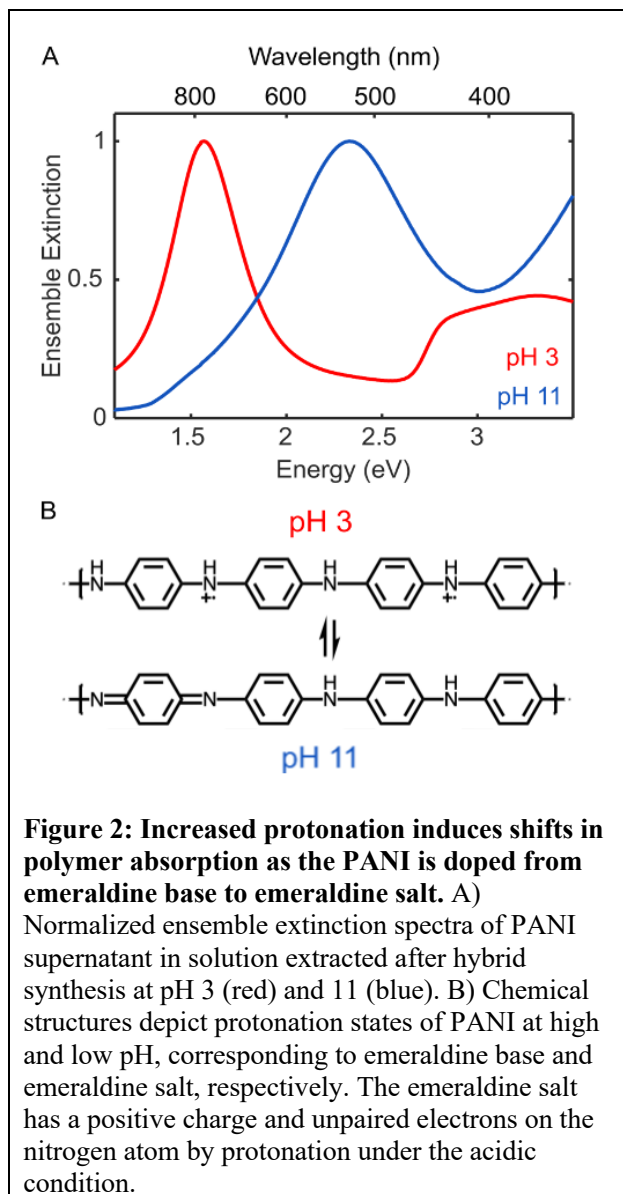 A
Wavelength (nm)
800 600 500 400
1
0.5
0
Ensemble Extinction
pH 3
pH 11
1.5 2 2.5 3
Energy (eV)
B
pH 3
H H H H
N N N N
+· +·
H H
N N N N
pH 11
Figure 2: Increased protonation induces shifts in
polymer absorption as the PANI is doped from
emeraldine base to emeraldine salt. A)
Normalized ensemble extinction spectra of PANI
supernatant in solution extracted after hybrid
synthesis at pH 3 (red) and 11 (blue). B) Chemical
structures depict protonation states of PANI at high
and low pH, corresponding to emeraldine base and
emeraldine salt, respectively. The emeraldine salt
has a positive charge and unpaired electrons on the
nitrogen atom by protonation under the acidic
condition.